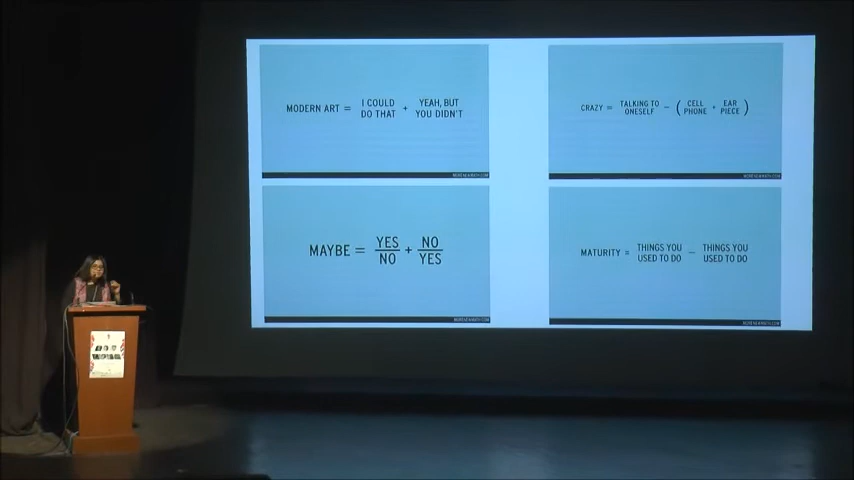 MODERN ART = I COULD DO THAT + YEAH, BUT YOU DIDN'T
CRAZY = TALKING TO ONESELF - ( CELL PHONE + EAR PIECE )
MAYBE = YES/NO + NO/YES
MATURITY = THINGS YOU USED TO DO - THINGS YOU USED TO DO